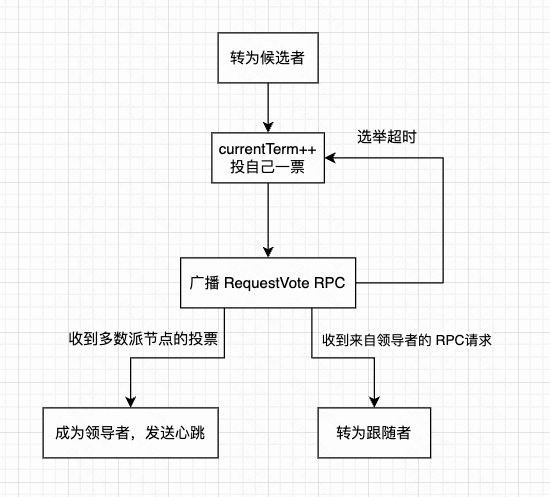 转为候选者
选举超时
currentTerm++
投自己一票
广播 RequestVote RPC
收到多数派节点的投票
收到来自领导者的 RPC请求
成为领导者，发送心跳
转为跟随者